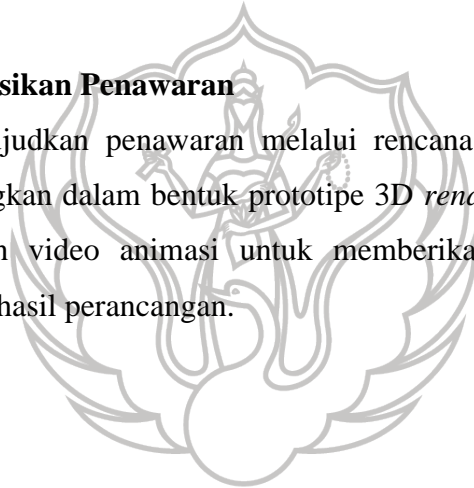 sikan Penawaran
judkan penawaran melalui rencana
gkan dalam bentuk prototipe 3D rend
n video animasi untuk memberika
hasil perancangan.